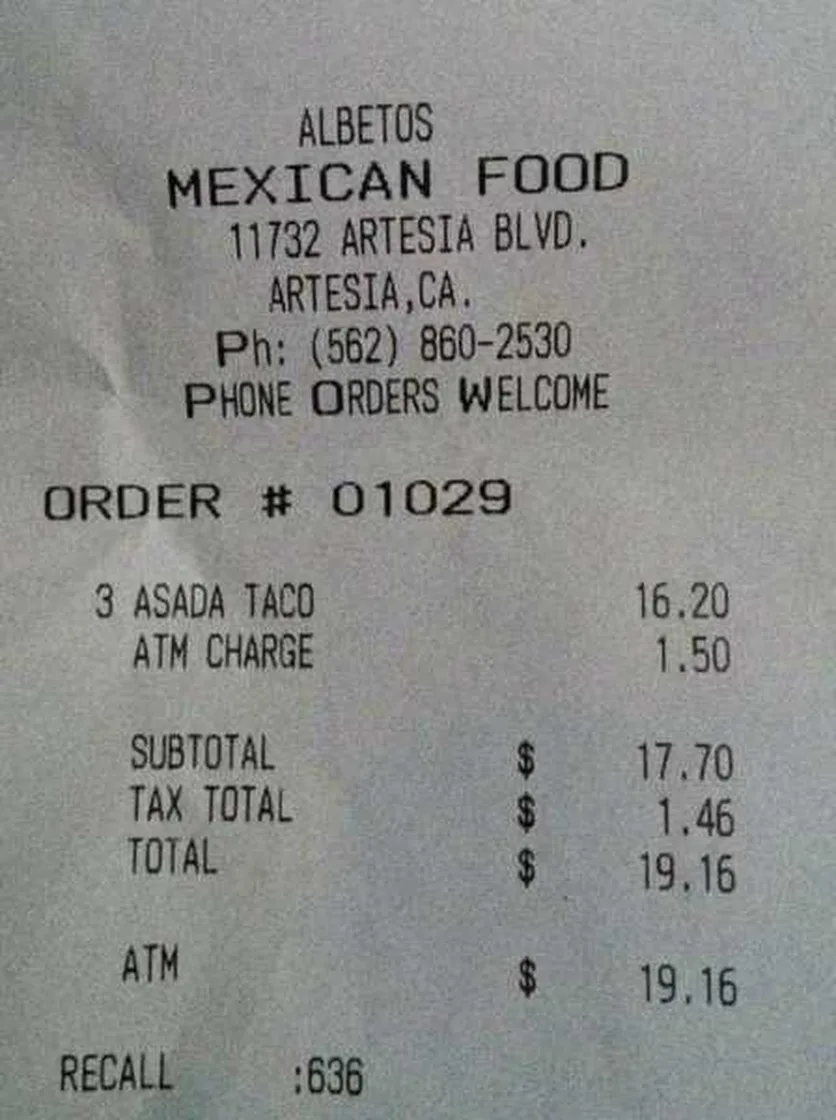 ALBETOS
MEXICAN FOOD
11732 ARTESIA BLVD.
ARTESIA,CA.
Ph: (562) 860-2530
PHONE ORDERS WELCOME
ORDER # 01029
3 ASADA TACO 16.20
ATM CHARGE 1.50
SUBTOTAL $ 17.70
TAX TOTAL $ 1.46
TOTAL $ 19.16
ATM $ 19.16
RECALL :636